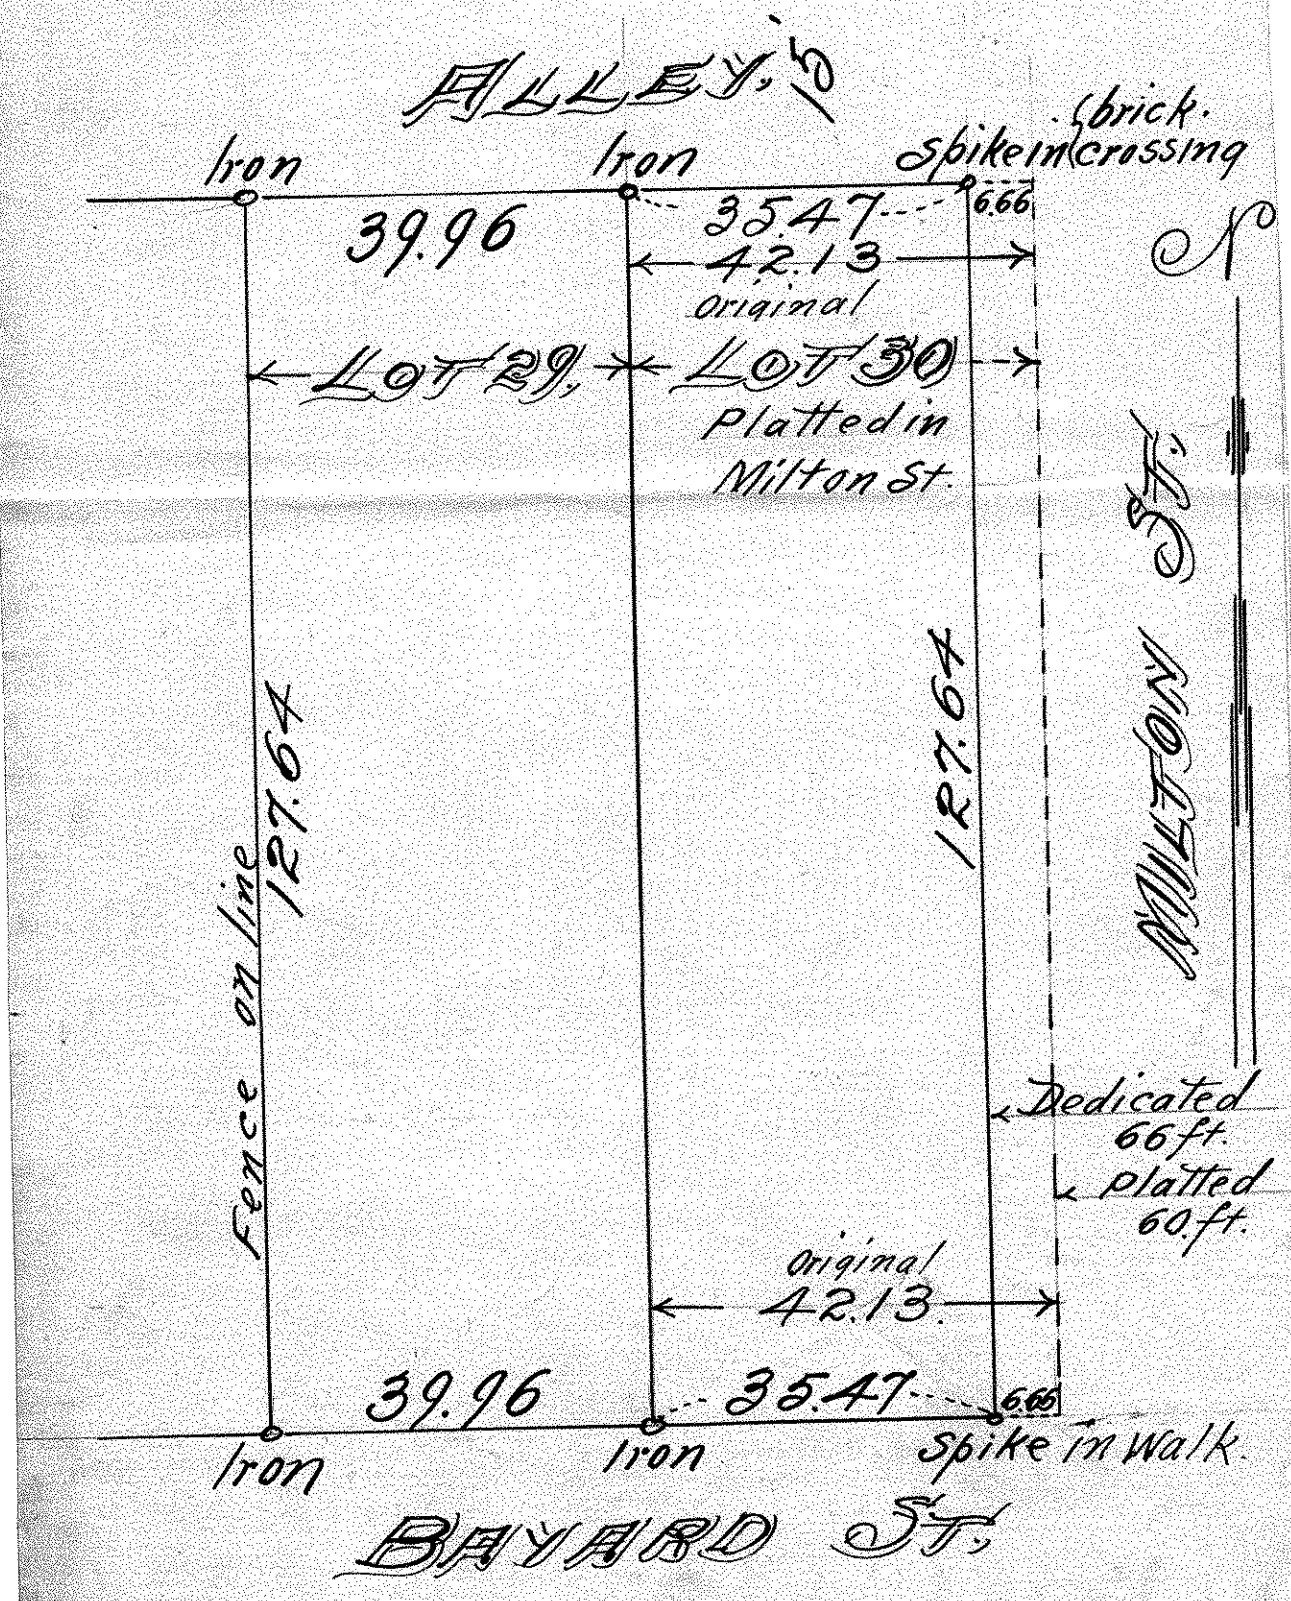 ALLEY. 15'
Iron
Iron
Spike in { brick. crossing
39.96
35.47
6.66
42.13
original
LOT 29.
LOT 30
Platted in
Milton St.
N
MILTON ST.
127.64
127.64
Fence on line
Dedicated
66 ft.
Platted
60. ft.
original
42.13.
39.96
35.47
6.66
Iron
Iron
Spike in Walk.
BAYARD ST.